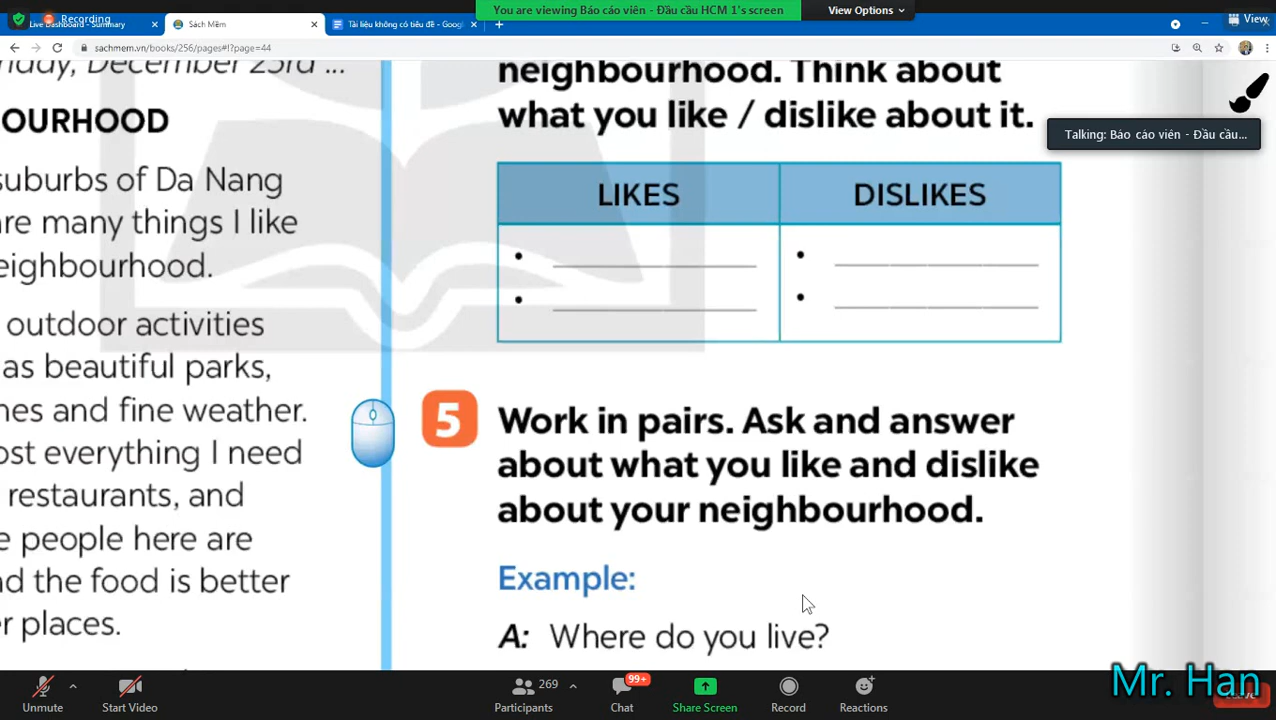 You are viewing Báo cáo viên - Đầu cầu HCM 1's screen
View Options
Recording
Live Dashboard - Summary
Sách Mềm
Tài liệu không có tiêu đề - Goog
View
sachmem.vn/books/256/pages#!?page=44
Talking: Báo cáo viên - Đầu cầu...
nday, December 23rd ...
OURHOOD
suburbs of Da Nang
re many things I like
eighbourhood.
outdoor activities
as beautiful parks,
hes and fine weather.
ost everything I need
restaurants, and
e people here are
nd the food is better
r places.
neighbourhood. Think about
what you like / dislike about it.
LIKES
DISLIKES
5
Work in pairs. Ask and answer
about what you like and dislike
about your neighbourhood.
Example:
A: Where do you live?
Unmute
Start Video
269
Participants
99+
Chat
Share Screen
Record
Reactions
Mr. Han